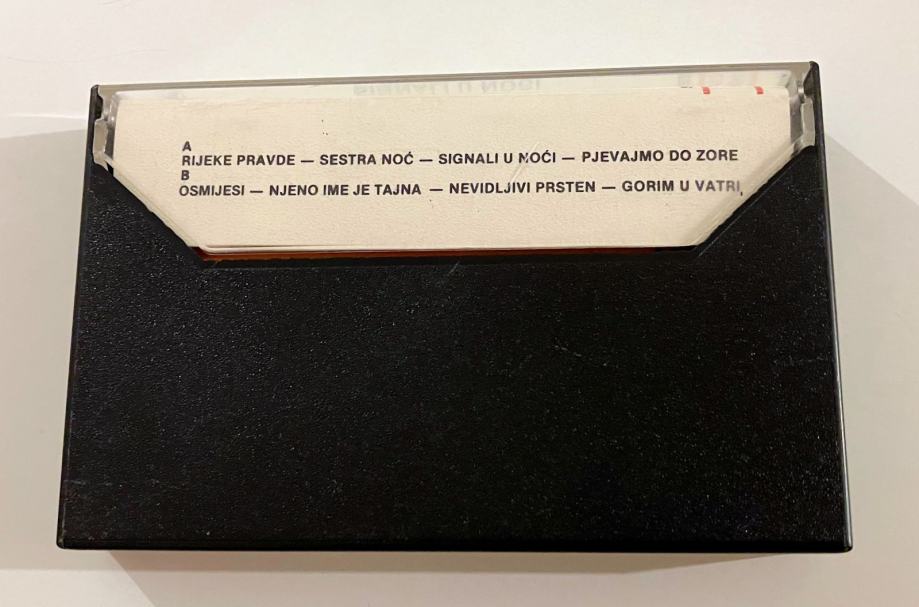 A
RIJEKE PRAVDE — SESTRA NOĆ — SIGNALI U NOĆI — PJEVAJMO DO ZORE
B
OSMIJESI — NJENO IME JE TAJNA — NEVIDLJIVI PRSTEN — GORIM U VATRI